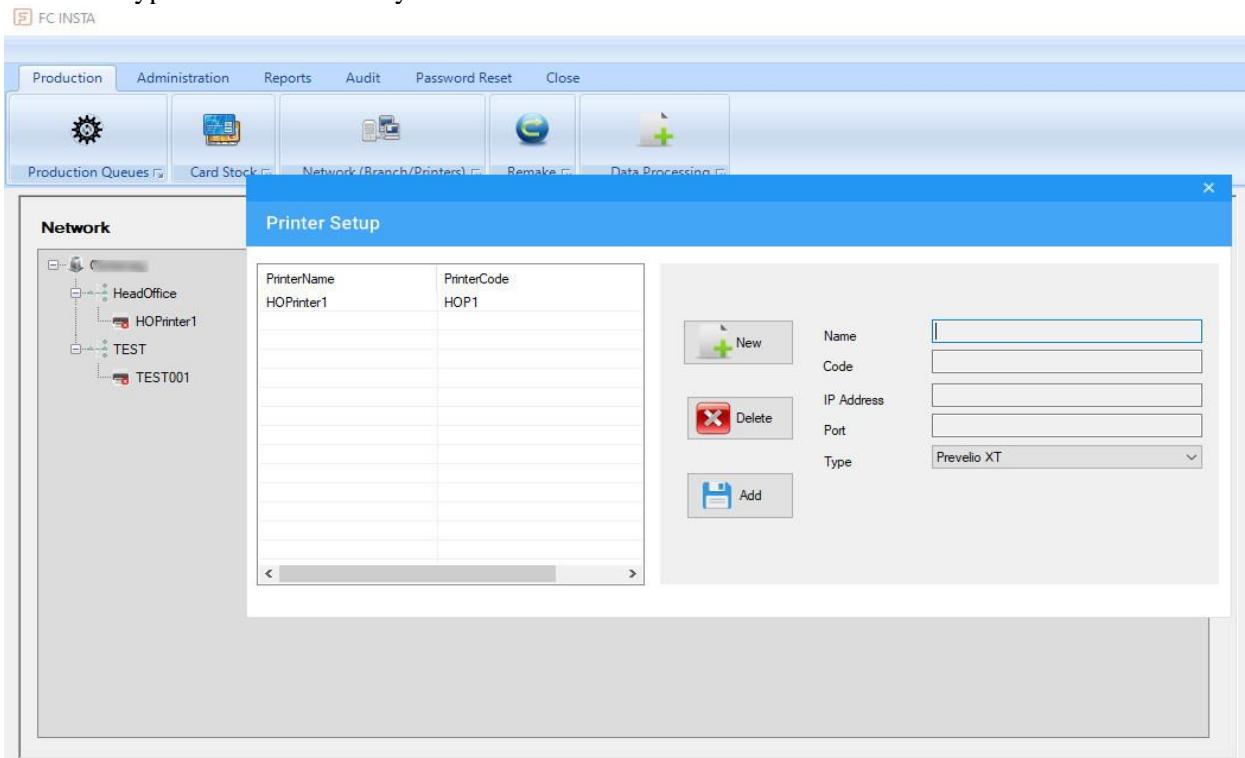 FC INSTA
Production Administration Reports Audit Password Reset Close
Production Queues Card Stock Network (Branch/Printers) Remake Data Processing
Printer Setup
Network
HeadOffice
HOPrinter1
TEST
TEST001
PrinterName PrinterCode
HOPrinter1 HOP1
New
Delete
Add
Name
Code
IP Address
Port
Type Prevelio XT